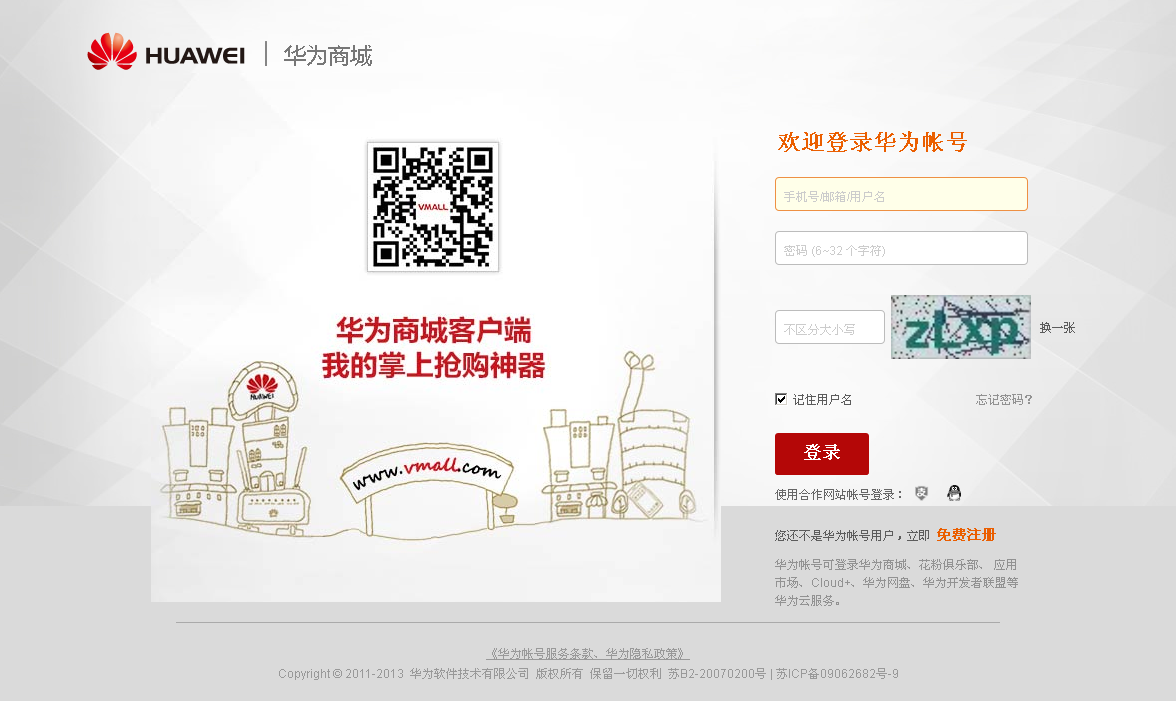 HUAWEI 华为商城
欢迎登录华为帐号
VMALL
手机号/邮箱/用户名
密码 (6~32 个字符)
不区分大小写
zLxp
换一张
华为商城客户端
我的掌上抢购神器
HUAWEI
记住用户名
忘记密码?
登录
www.vmall.com
使用合作网站帐号登录：
您还不是华为帐号用户，立即 免费注册
华为帐号可登录华为商城、花粉俱乐部、 应用
市场、Cloud+、华为网盘、华为开发者联盟等
华为云服务。
《华为帐号服务条款、华为隐私政策》
Copyright © 2011-2013 华为软件技术有限公司 版权所有 保留一切权利 苏B2-20070200号 | 苏ICP备09062682号-9